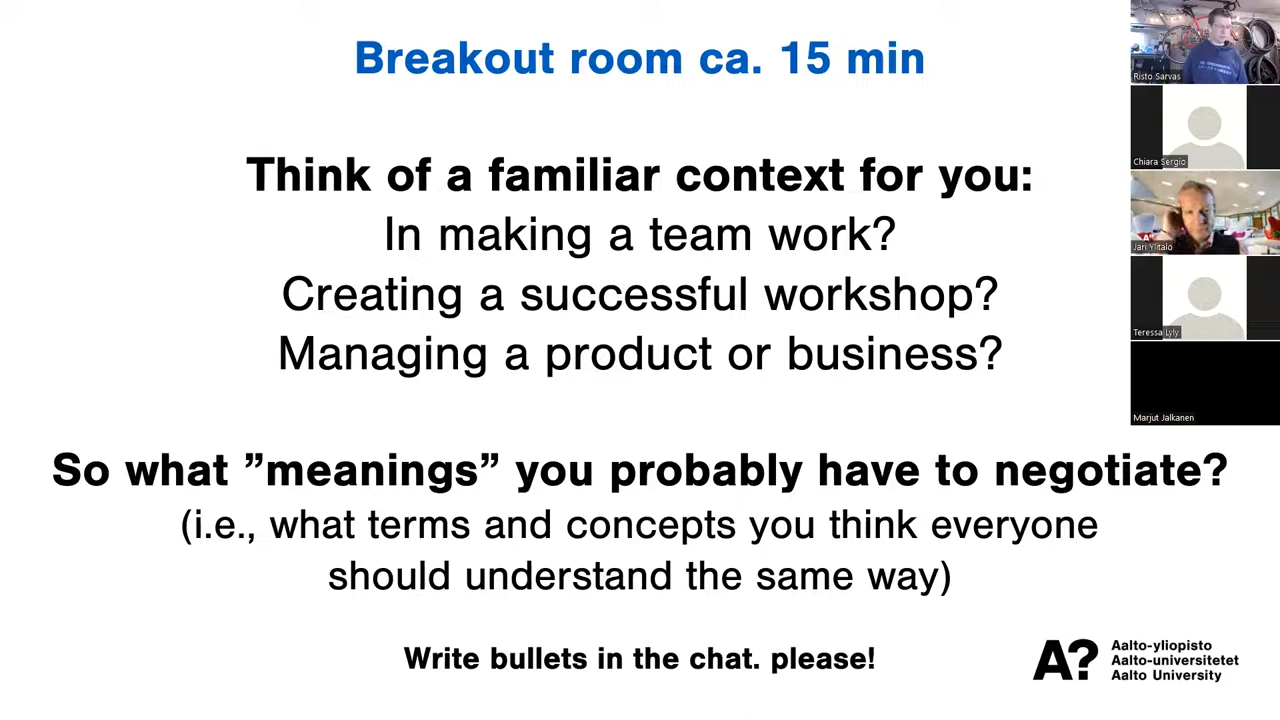 Breakout room ca. 15 min
Think of a familiar context for you:
In making a team work?
Creating a successful workshop?
Managing a product or business?
So what ”meanings” you probably have to negotiate?
(i.e., what terms and concepts you think everyone
should understand the same way)
Write bullets in the chat. please!
A?
Aalto-yliopisto
Aalto-universitetet
Aalto University
Risto Sarvas
Chiara Sergio
Jari Ylitalo
Teressa Lyly
Marjut Jalkanen